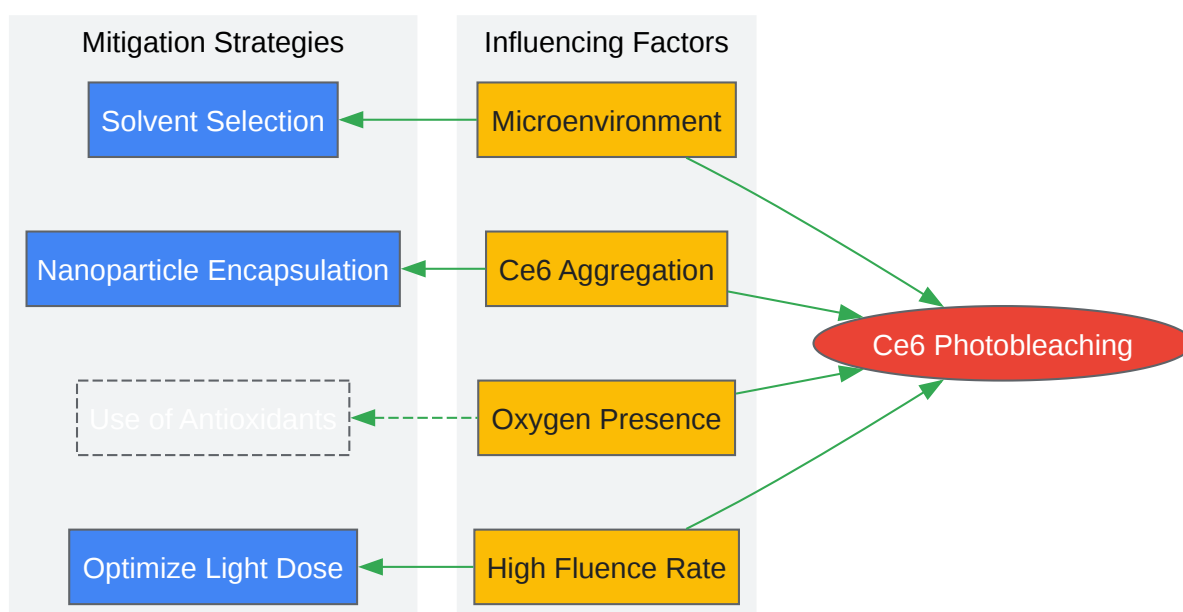 Mitigation Strategies
Influencing Factors
Solvent Selection
Microenvironment
Nanoparticle Encapsulation
Ce6 Aggregation
Ce6 Photobleaching
Use of Antioxidants
Oxygen Presence
Optimize Light Dose
High Fluence Rate